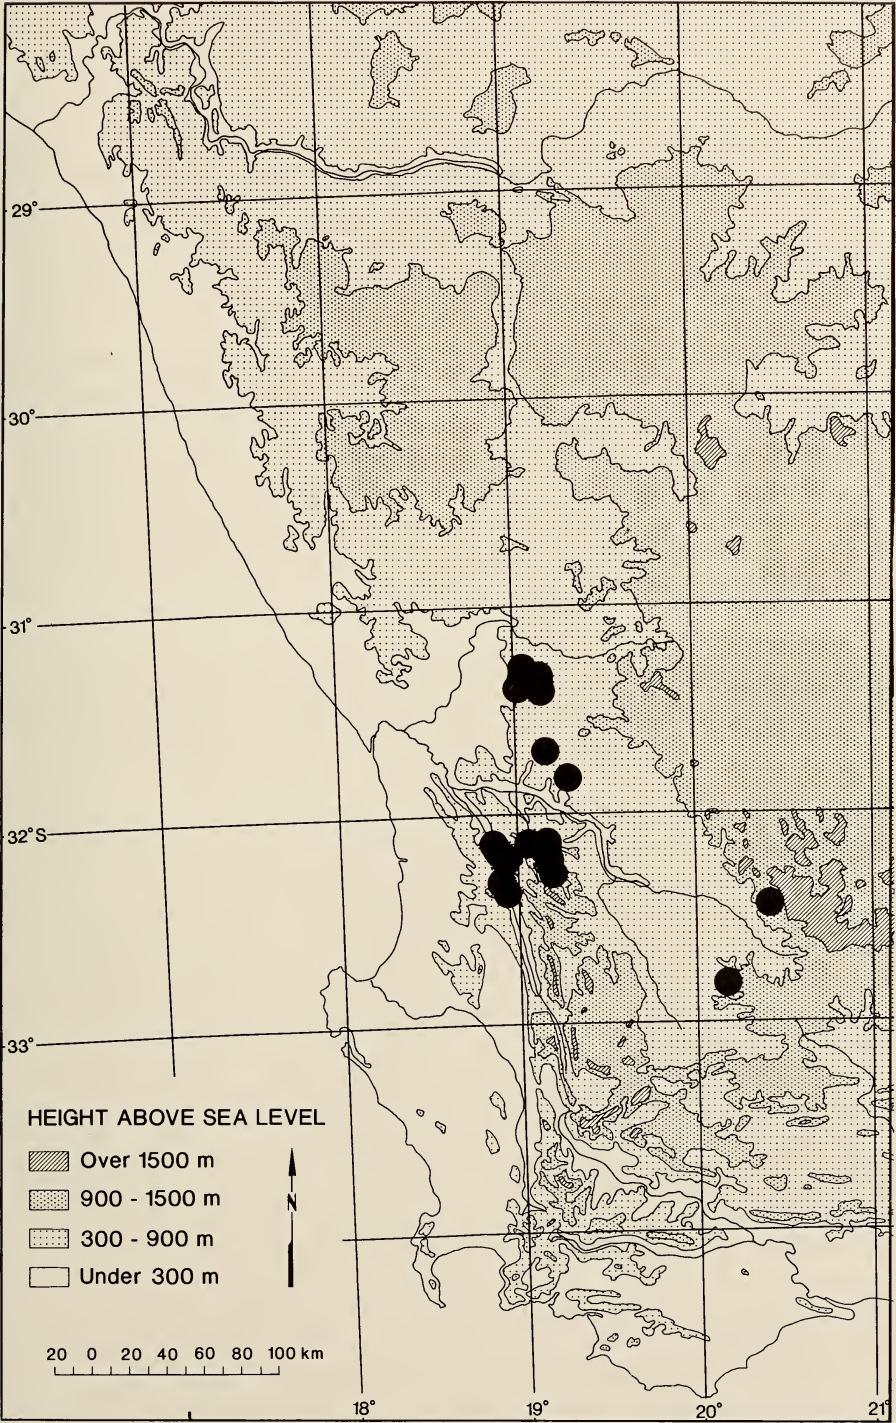 29°
30°
31°
32°S
33°
HEIGHT ABOVE SEA LEVEL
Over 1500 m
900 - 1500 m
300 - 900 m
Under 300 m
N
20 0 20 40 60 80 100 km
18° 19° 20° 21°